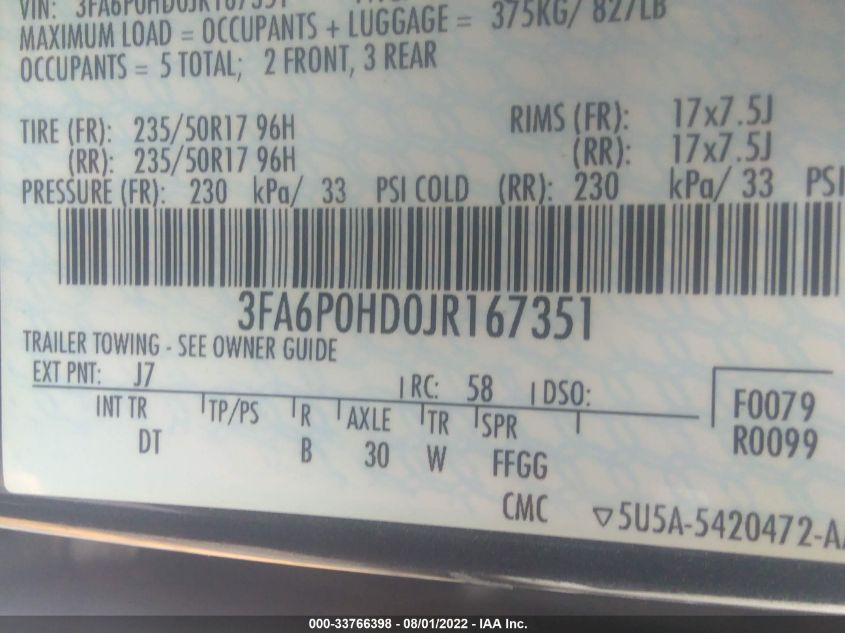 VIN: 3FA6P0HD0JR167351
MAXIMUM LOAD = OCCUPANTS + LUGGAGE = 375KG/ 827LB
OCCUPANTS = 5 TOTAL; 2 FRONT, 3 REAR
TIRE (FR): 235/50R17 96H RIMS (FR): 17x7.5J
(RR): 235/50R17 96H (RR): 17x7.5J
PRESSURE (FR): 230 kPa/ 33 PSI COLD (RR): 230 kPa/ 33 PSI
3FA6P0HD0JR167351
TRAILER TOWING - SEE OWNER GUIDE
EXT PNT: J7 RC: 58 DSO:
INT TR TP/PS R AXLE TR SPR F0079
DT B 30 W FFGG R0099
CMC ▽5U5A-5420472-A
000-33766398 - 08/01/2022 - IAA Inc.